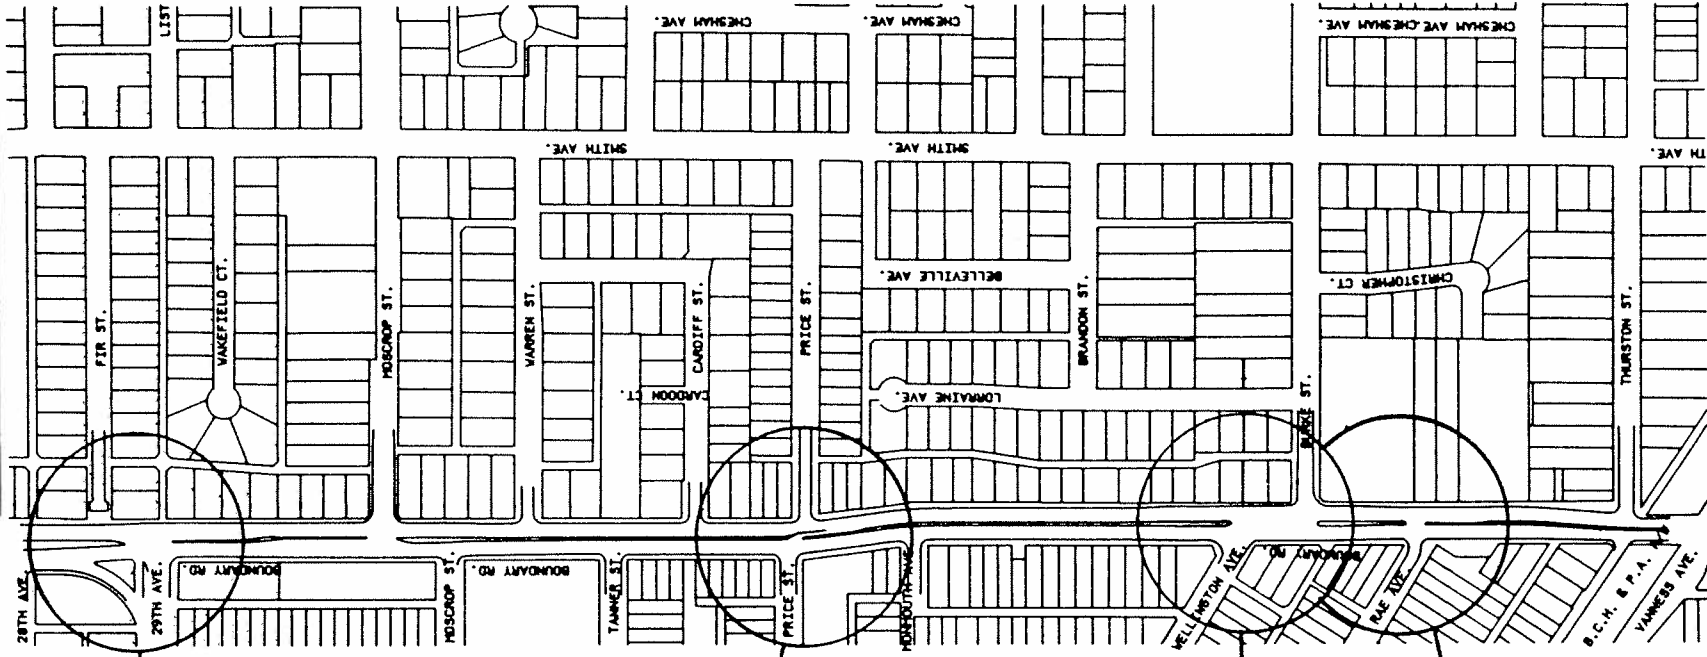 LIST
CHESHAM AVE.
CHESHAM AVE.
CHESHAM AVE.
CHESHAM AVE.
SMITH AVE.
SMITH AVE.
TH AVE.
FIR ST.
WAKEFIELD CT.
MOSCROP ST.
WARREN ST.
CARDIFF ST.
PRICE ST.
BELLEVILLE AVE.
BRANDON ST.
CHRISTOPHER CT.
THURSTON ST.
CARDOON CT.
LORRAINE AVE.
BURKE ST.
28TH AVE.
29TH AVE.
BOUNDARY RD.
MOSCROP ST.
BOUNDARY RD.
TANNER ST.
PRICE ST.
MONMOUTH AVE.
WELLINGTON AVE.
BOUNDARY RD.
RAE AVE.
B.C.H. & P.A.
VANNESS AVE.